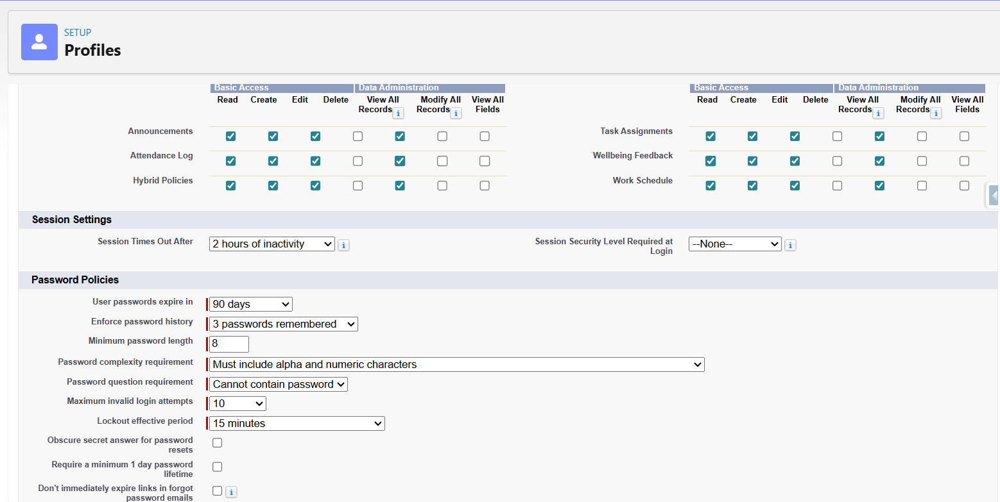 SETUP
Profiles
Basic Access Data Administration Basic Access Data Administration
Read Create Edit Delete View All Records Modify All Records View All Fields Read Create Edit Delete View All Records Modify All Records View All Fields
Announcements Task Assignments
Attendance Log Wellbeing Feedback
Hybrid Policies Work Schedule
Session Settings
Session Times Out After 2 hours of inactivity Session Security Level Required at Login --None--
Password Policies
User passwords expire in 90 days
Enforce password history 3 passwords remembered
Minimum password length 8
Password complexity requirement Must include alpha and numeric characters
Password question requirement Cannot contain password
Maximum invalid login attempts 10
Lockout effective period 15 minutes
Obscure secret answer for password
resets
Require a minimum 1 day password
lifetime
Don't immediately expire links in forgot
password emails